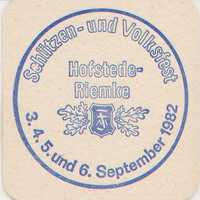 Schützen- und Volksfest
Hofstede-
Riemke
3. 4. 5. und 6. September 1982